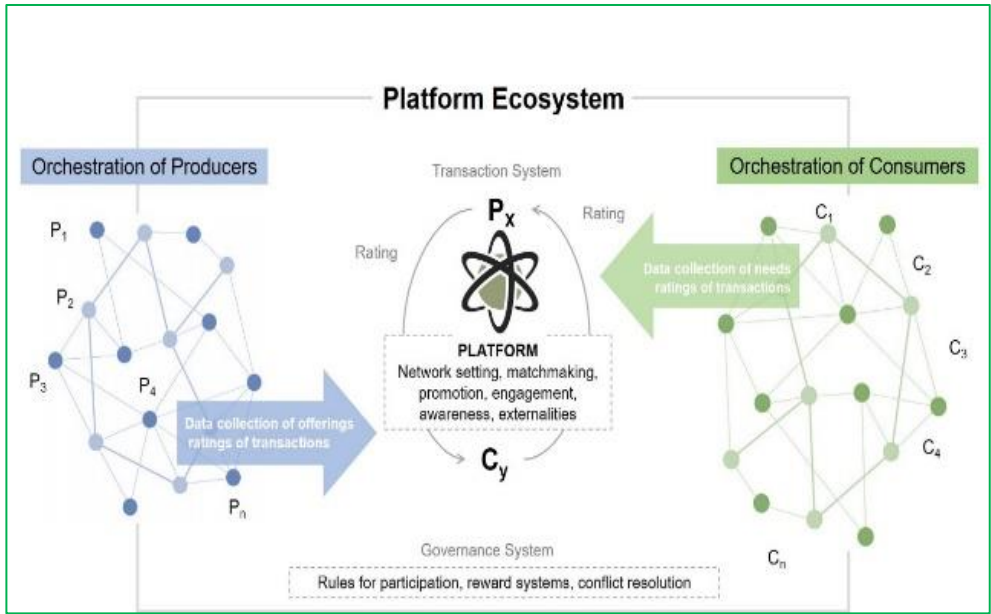 Platform Ecosystem
Orchestration of Producers
Transaction System
Orchestration of Consumers
P1
P2
P3
P4
Pn
Px
Rating
Rating
Data collection of needs
ratings of transactions
C1
C2
C3
C4
Cn
PLATFORM
Network setting, matchmaking,
promotion, engagement,
awareness, externalities
Data collection of offerings
ratings of transactions
Cy
Governance System
Rules for participation, reward systems, conflict resolution